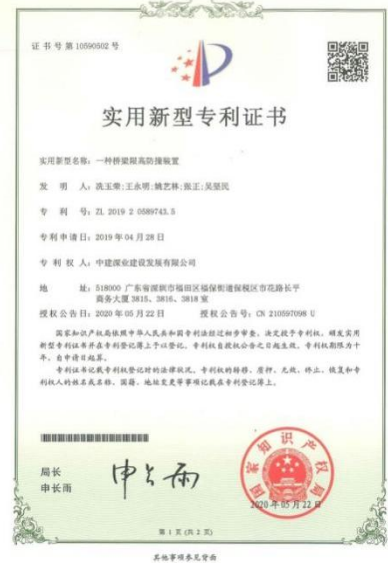 证书号第10590502号
实用新型专利证书
实用新型名称：一种桥梁限高防撞装置
发 明 人：冼玉荣;王永明;姚艺林;张正;吴坚民
专 利 号：ZL 2019 2 0589743.5
专利申请日：2019年04月28日
专 利 权 人：中建深业建设发展有限公司
地 址：518000 广东省深圳市福田区福保街道保税区市花路长平
商务大厦3815、3816、3818室
授权公告日：2020年05月22日 授权公告号：CN 210597098 U
国家知识产权局依照中华人民共和国专利法经过初步审查，决定授予专利权，颁发实用
新型专利证书并在专利登记簿上予以登记。专利权自授权公告之日起生效。专利权期限为十
年，自申请日起算。
专利证书记载专利权登记时的法律状况。专利权的转移、质押、无效、终止、恢复和专
利权人的姓名或名称、国籍、地址变更等事项记载在专利登记簿上。
局长
申长雨
申长雨
国家知识产权局
2020年05月22日
第1页(共2页)
其他事项参见背面